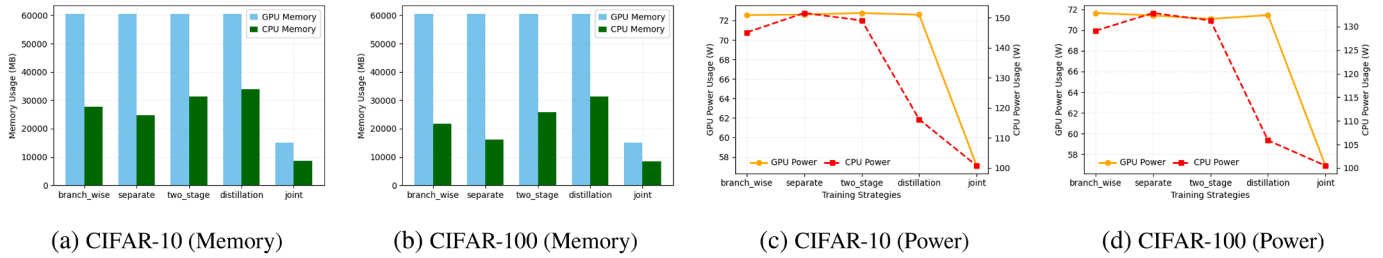 60000
50000
40000
30000
20000
10000
0
Memory Usage (MB)
GPU Memory
CPU Memory
branch_wise separate two_stage distillation joint
(a) CIFAR-10 (Memory)
60000
50000
40000
30000
20000
10000
0
Memory Usage (MB)
GPU Memory
CPU Memory
branch_wise separate two_stage distillation joint
(b) CIFAR-100 (Memory)
72
70
68
66
64
62
60
58
GPU Power Usage (W)
150
140
130
120
110
100
CPU Power Usage (W)
GPU Power CPU Power
branch_wise separate two_stage distillation joint
Training Strategies
(c) CIFAR-10 (Power)
72
70
68
66
64
62
60
58
GPU Power Usage (W)
130
125
120
115
110
105
100
CPU Power Usage (W)
GPU Power CPU Power
branch_wise separate two_stage distillation joint
Training Strategies
(d) CIFAR-100 (Power)